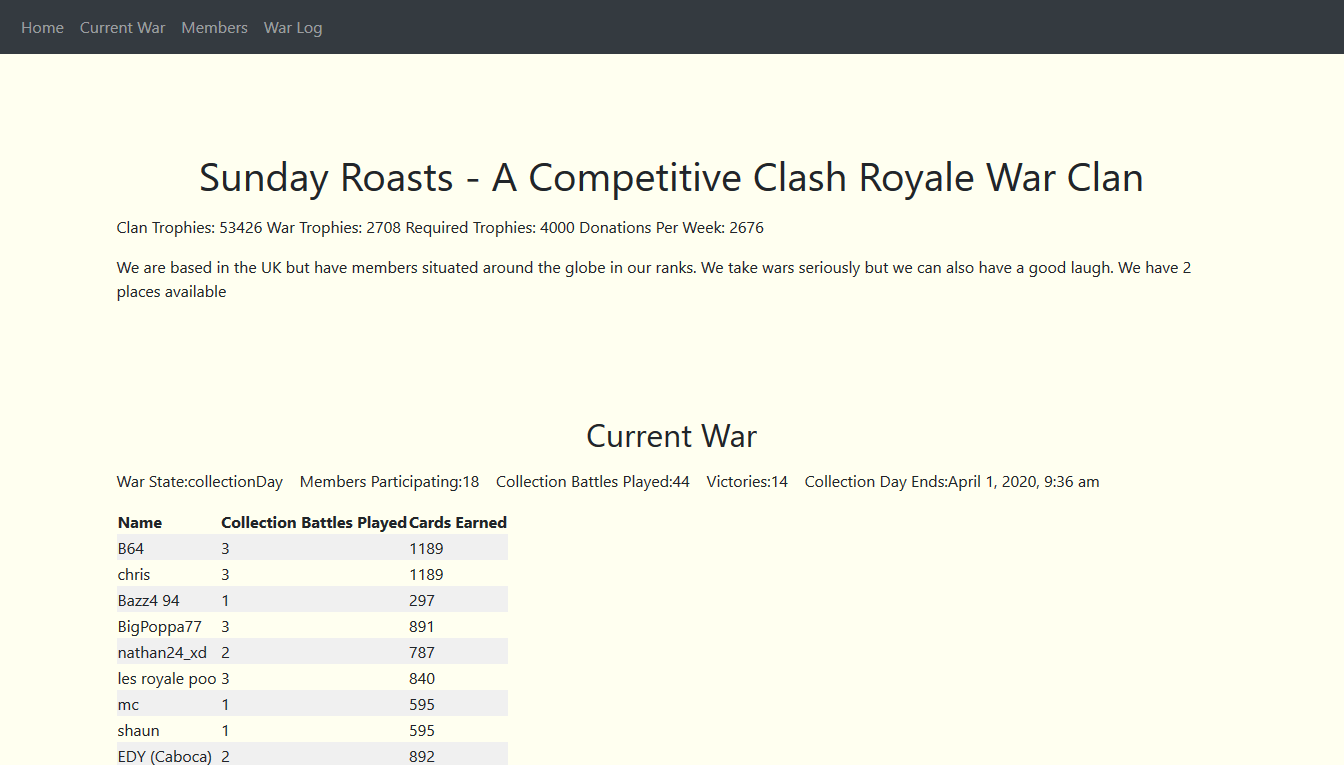 Home Current War Members War Log
Sunday Roasts - A Competitive Clash Royale War Clan
Clan Trophies: 53426 War Trophies: 2708 Required Trophies: 4000 Donations Per Week: 2676
We are based in the UK but have members situated around the globe in our ranks. We take wars seriously but we can also have a good laugh. We have 2
places available
Current War
War State:collectionDay Members Participating:18 Collection Battles Played:44 Victories:14 Collection Day Ends:April 1, 2020, 9:36 am
Name Collection Battles Played Cards Earned
B64 3 1189
chris 3 1189
Bazz4 94 1 297
BigPoppa77 3 891
nathan24_xd 2 787
les royale poo 3 840
mc 1 595
shaun 1 595
EDY (Caboca) 2 892